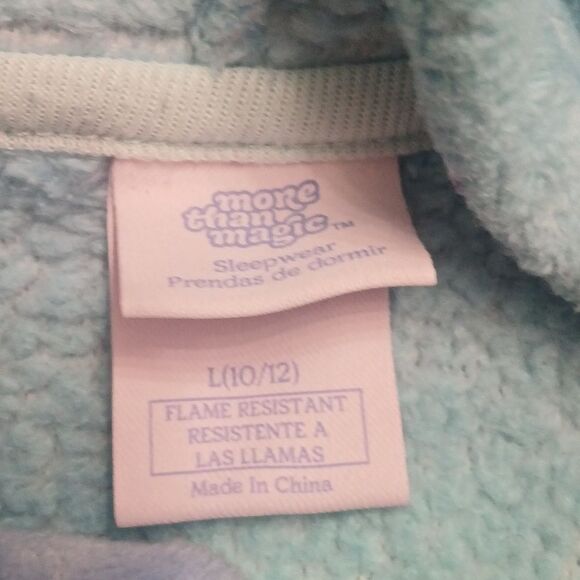 more
than
magic™
Sleepwear
Prendas de dormir
L(10/12)
FLAME RESISTANT
RESISTENTE A
LAS LLAMAS
Made In China